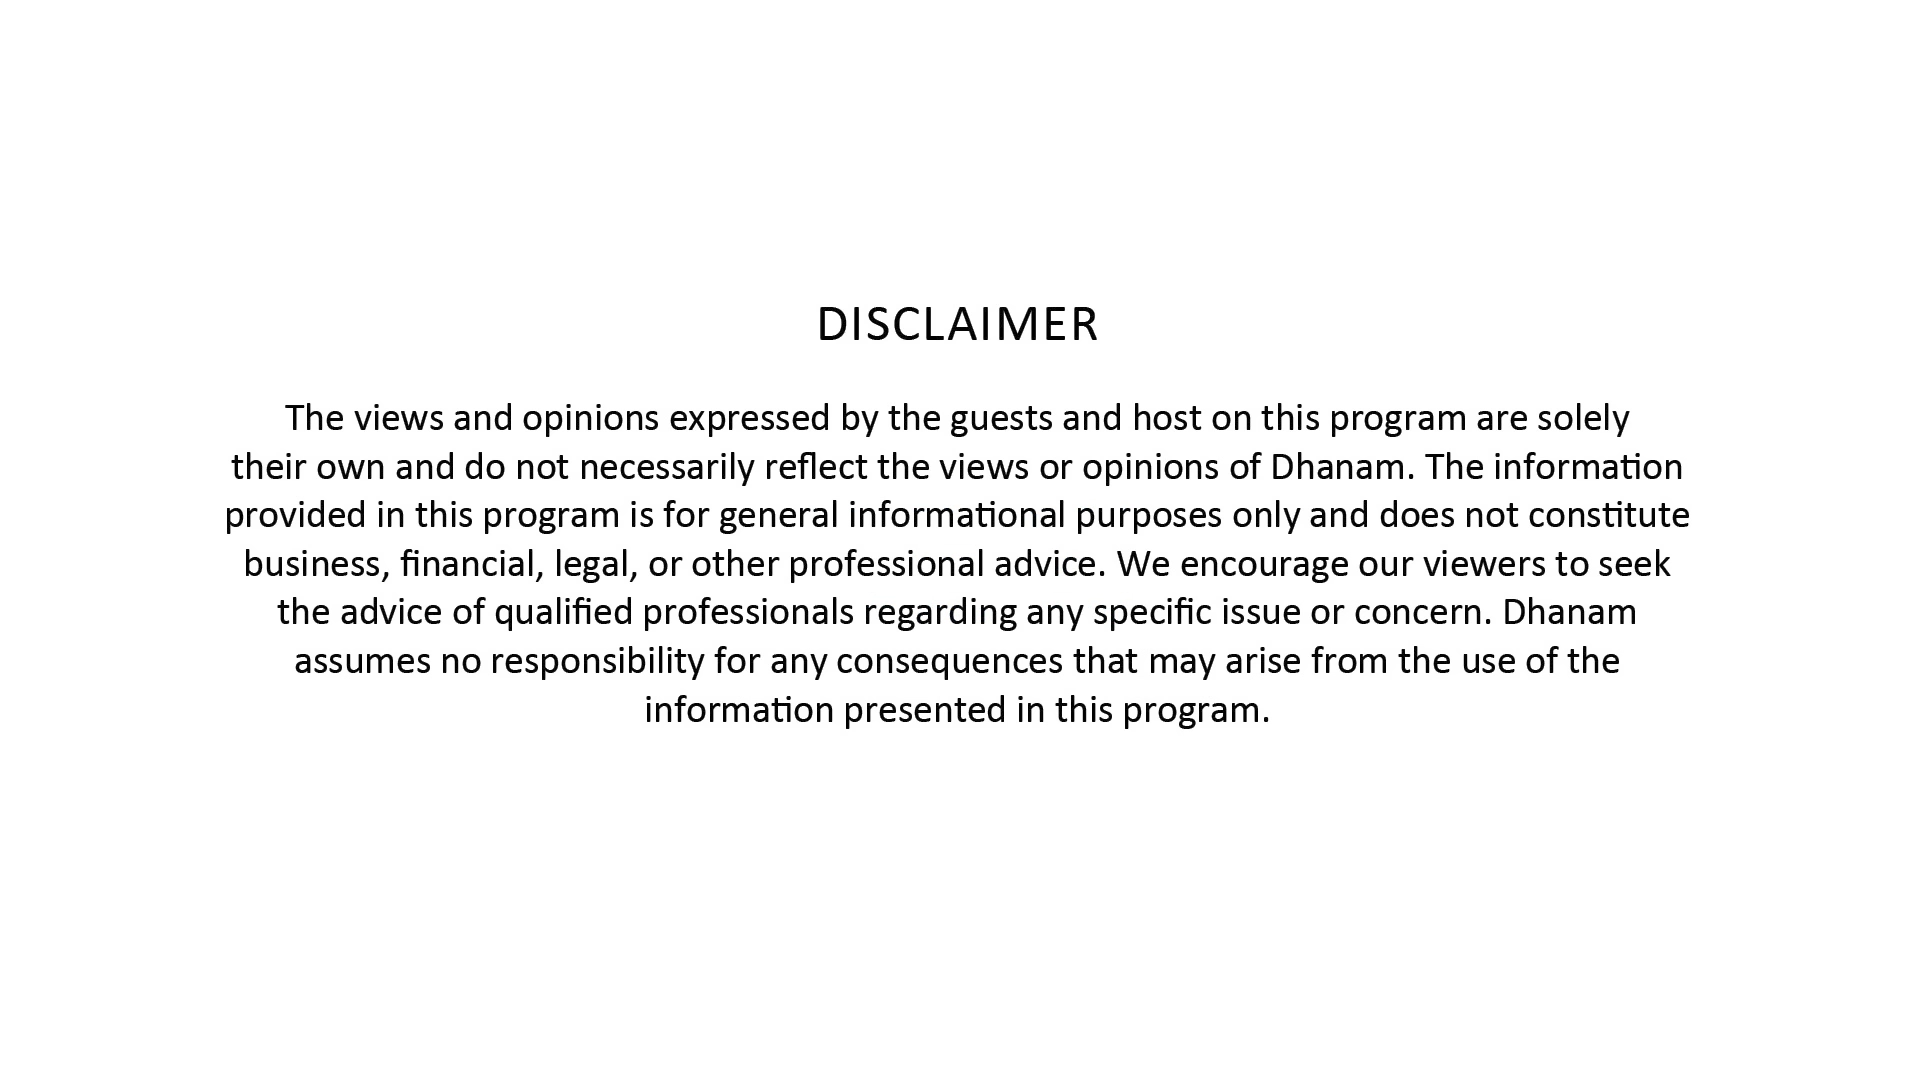 DISCLAIMER
The views and opinions expressed by the guests and host on this program are solely
their own and do not necessarily reflect the views or opinions of Dhanam. The information
provided in this program is for general informational purposes only and does not constitute
business, financial, legal, or other professional advice. We encourage our viewers to seek
the advice of qualified professionals regarding any specific issue or concern. Dhanam
assumes no responsibility for any consequences that may arise from the use of the
information presented in this program.